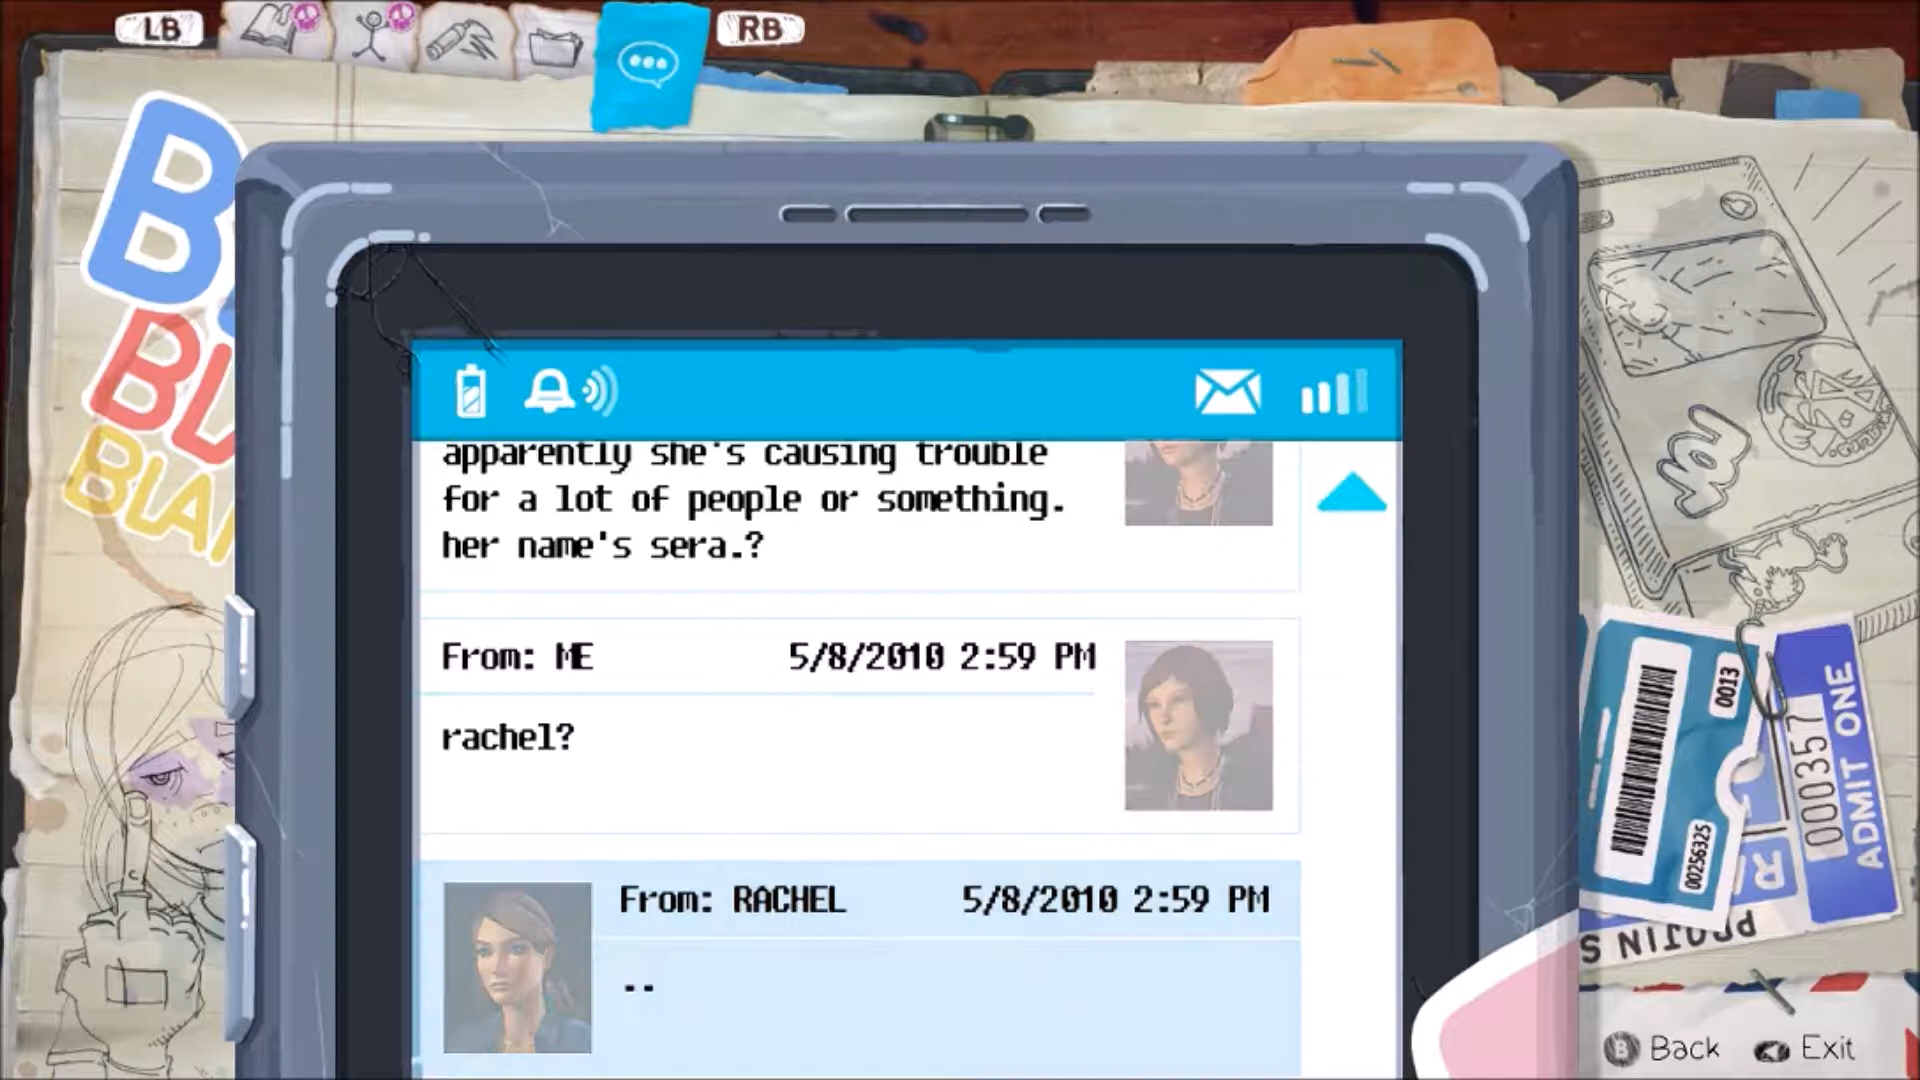 LB
RB
apparently she's causing trouble
for a lot of people or something.
her name's sera.?
From: ME 5/8/2010 2:59 PM
rachel?
From: RACHEL 5/8/2010 2:59 PM
--
0013
00256325
000357
ADMIT ONE
B Back
Exit